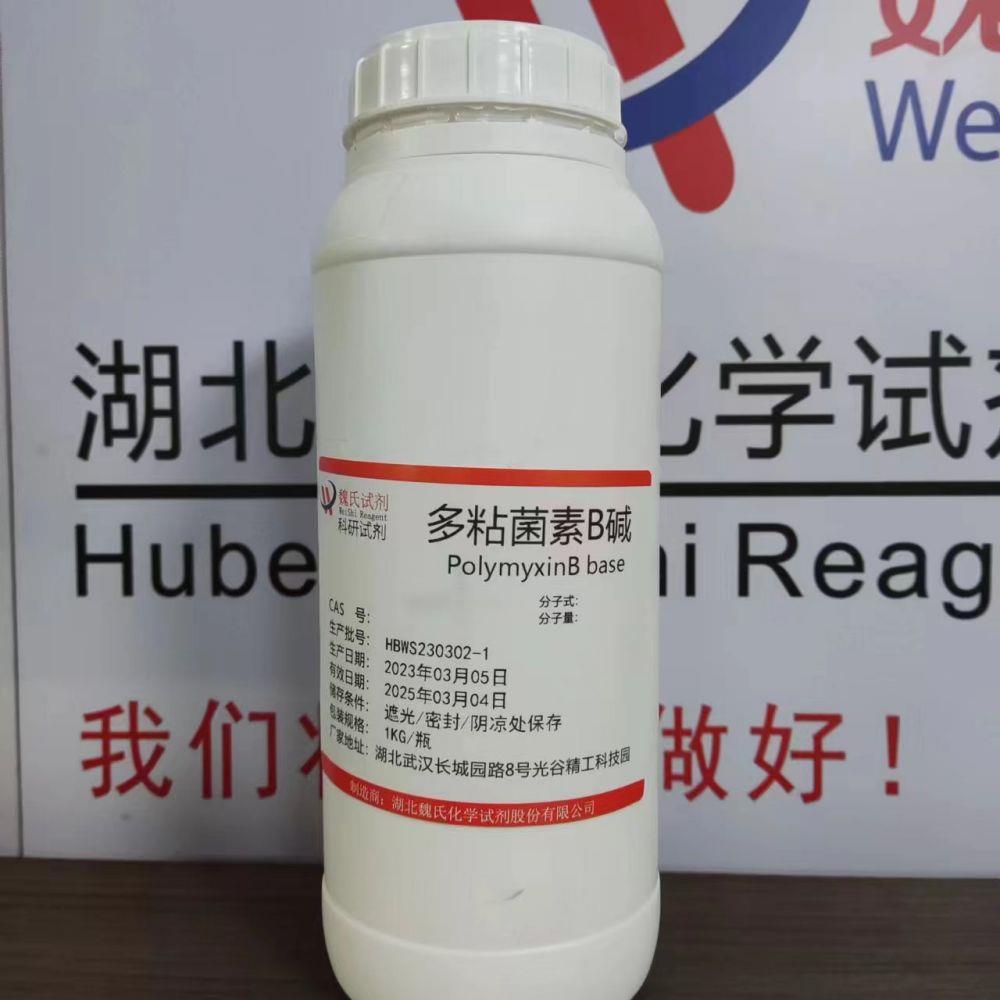 We
湖北
化学试
Hube
i Reag
我们
做好！
魏氏试剂
WeiShi Reagent
科研试剂
多粘菌素B碱
PolymyxinB base
分子式:
分子量:
CAS 号:
生产批号: HBWS230302-1
生产日期: 2023年03月05日
有效日期: 2025年03月04日
储存条件: 遮光/密封/阴凉处保存
包装规格: 1KG/瓶
厂家地址: 湖北武汉长城园路8号光谷精工科技园
制造商: 湖北魏氏化学试剂股份有限公司